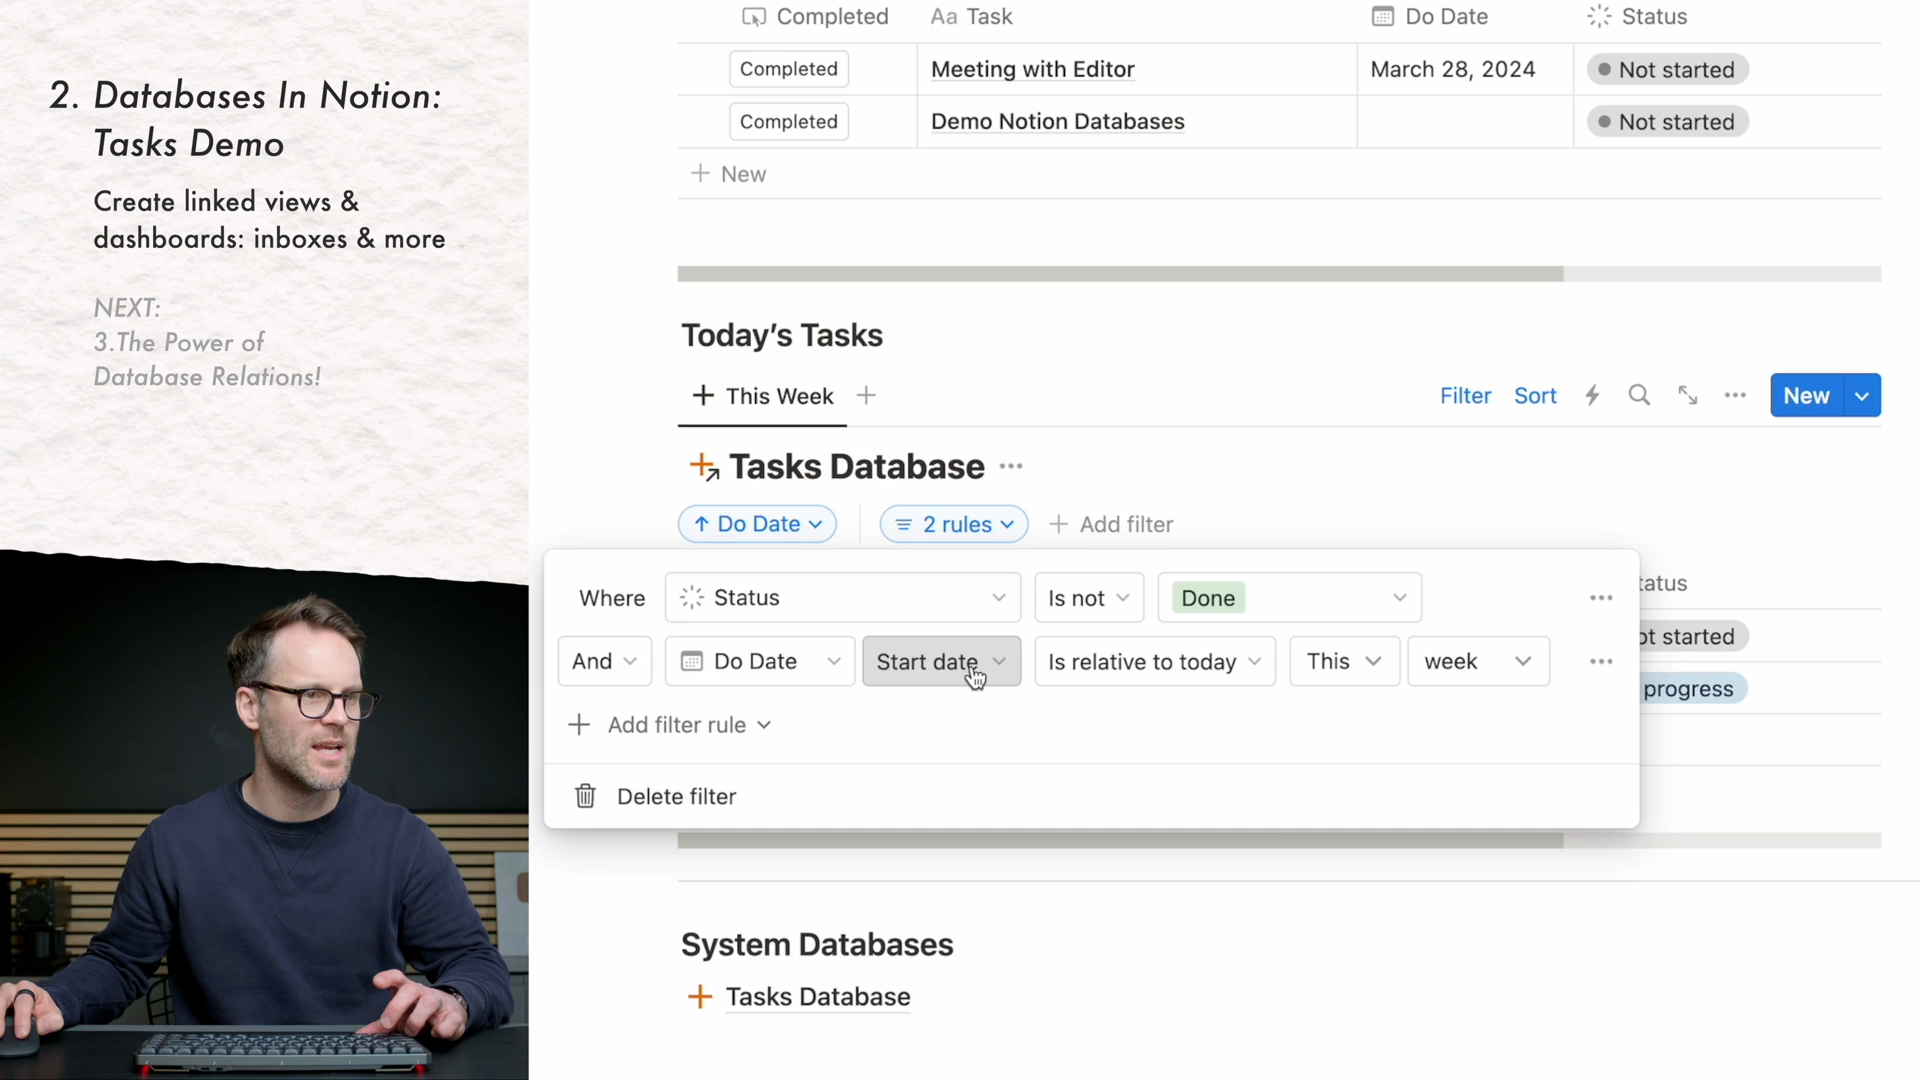 2. Databases In Notion:
Tasks Demo
Create linked views &
dashboards: inboxes & more
NEXT:
3.The Power of
Database Relations!
Completed Aa Task Do Date Status
Completed Meeting with Editor March 28, 2024 Not started
Completed Demo Notion Databases Not started
+ New
Today's Tasks
+ This Week + Filter Sort ... New
Tasks Database ...
↑ Do Date 2 rules + Add filter
Where Status Is not Done ...
tatus
ot started
And Do Date Start date Is relative to today This week ...
progress
+ Add filter rule
Delete filter
System Databases
+ Tasks Database